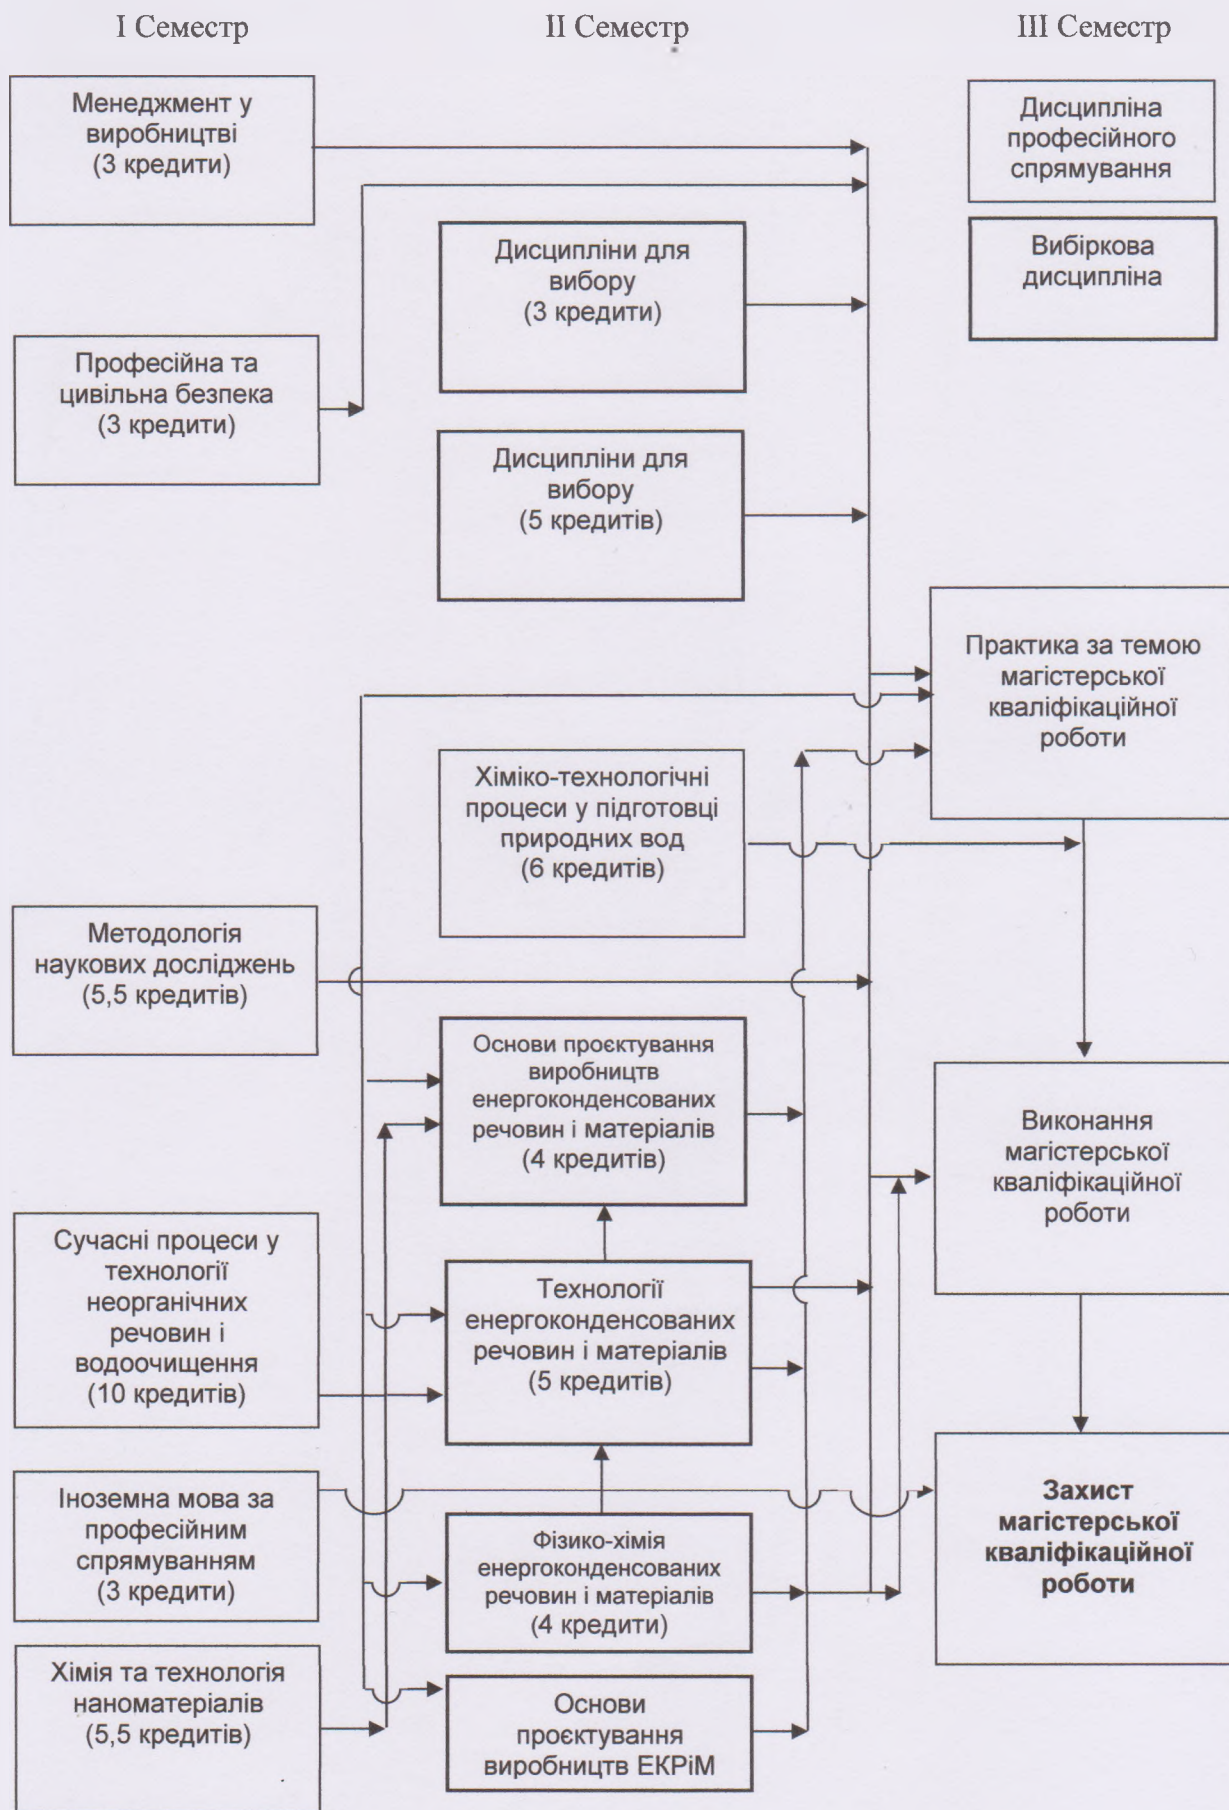 І Семестр
ІІ Семестр
ІІІ Семестр
Менеджмент у
виробництві
(3 кредити)
Професійна та
цивільна безпека
(3 кредити)
Методологія
наукових досліджень
(5,5 кредитів)
Сучасні процеси у
технології
неорганічних
речовин і
водоочищення
(10 кредитів)
Іноземна мова за
професійним
спрямуванням
(3 кредити)
Хімія та технологія
наноматеріалів
(5,5 кредитів)
Дисципліни для
вибору
(3 кредити)
Дисципліни для
вибору
(5 кредитів)
Хіміко-технологічні
процеси у підготовці
природних вод
(6 кредитів)
Основи проєктування
виробництв
енергоконденсованих
речовин і матеріалів
(4 кредитів)
Технології
енергоконденсованих
речовин і матеріалів
(5 кредитів)
Фізико-хімія
енергоконденсованих
речовин і матеріалів
(4 кредити)
Основи
проєктування
виробництв ЕКРіМ
Дисципліна
професійного
спрямування
Вибіркова
дисципліна
Практика за темою
магістерської
кваліфікаційної
роботи
Виконання
магістерської
кваліфікаційної
роботи
Захист
магістерської
кваліфікаційної
роботи